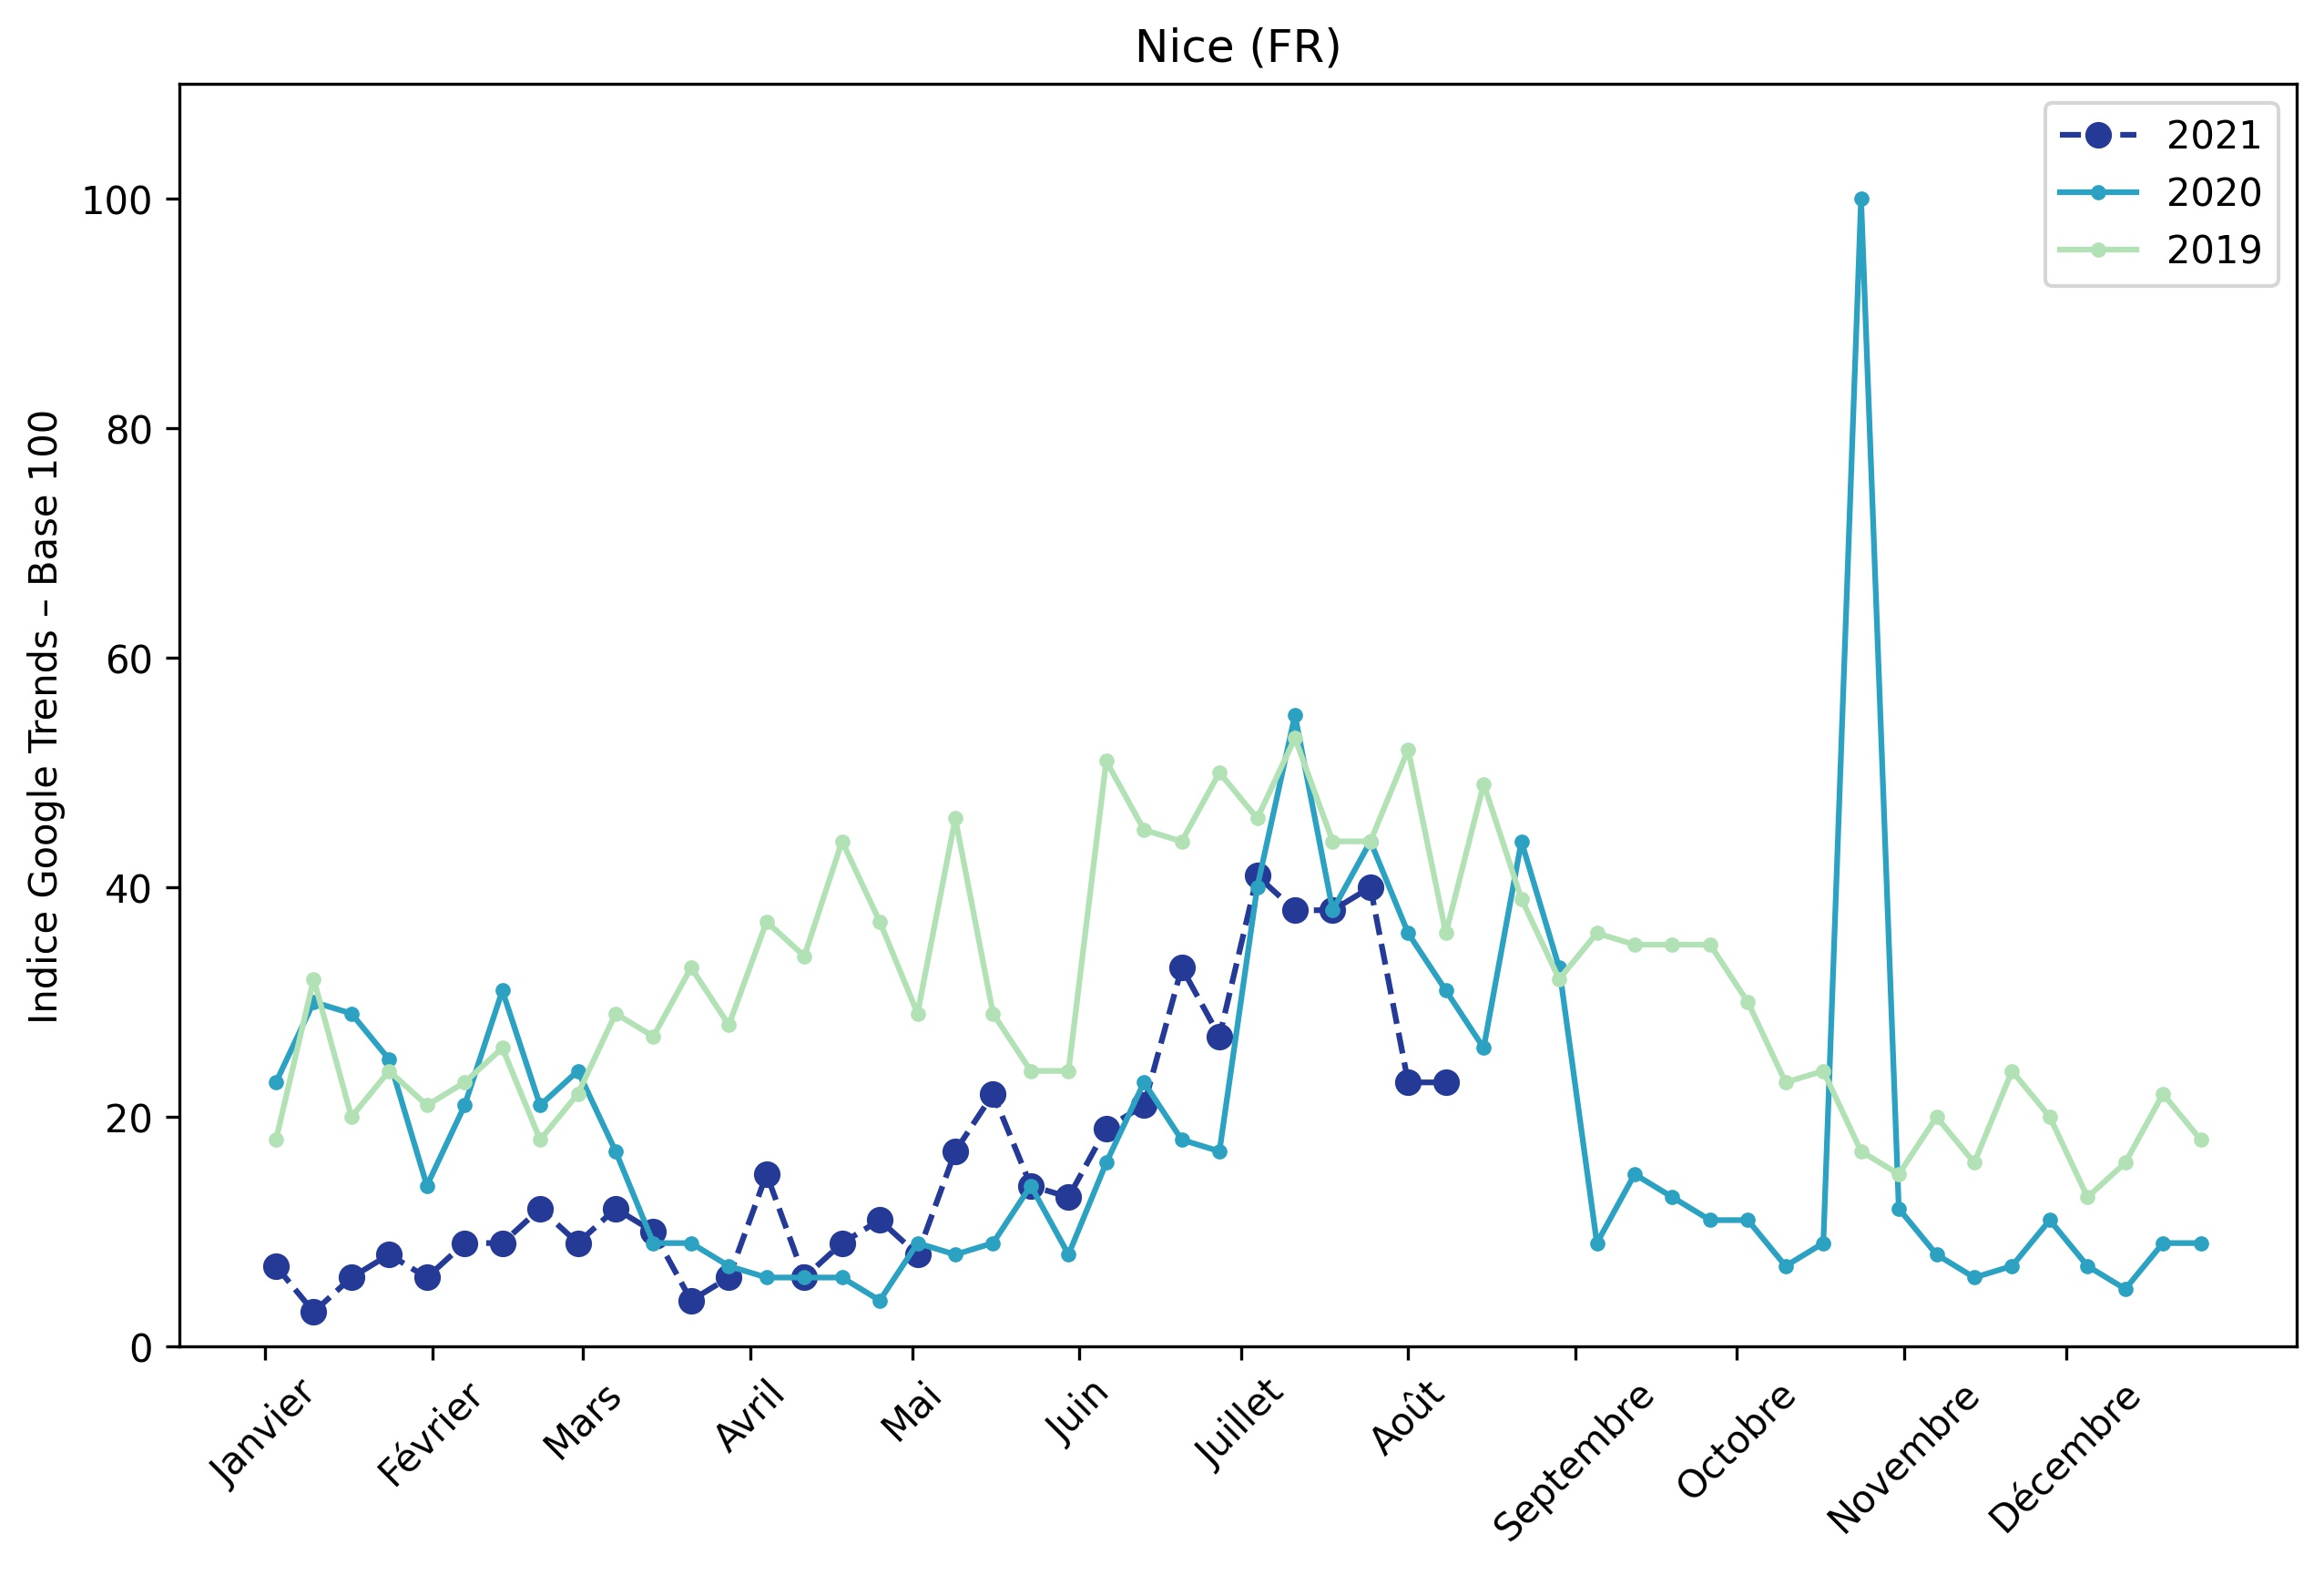 Nice (FR)
Indice Google Trends – Base 100
100
80
60
40
20
0
2021
2020
2019
Janvier
Février
Mars
Avril
Mai
Juin
Juillet
Août
Septembre
Octobre
Novembre
Décembre